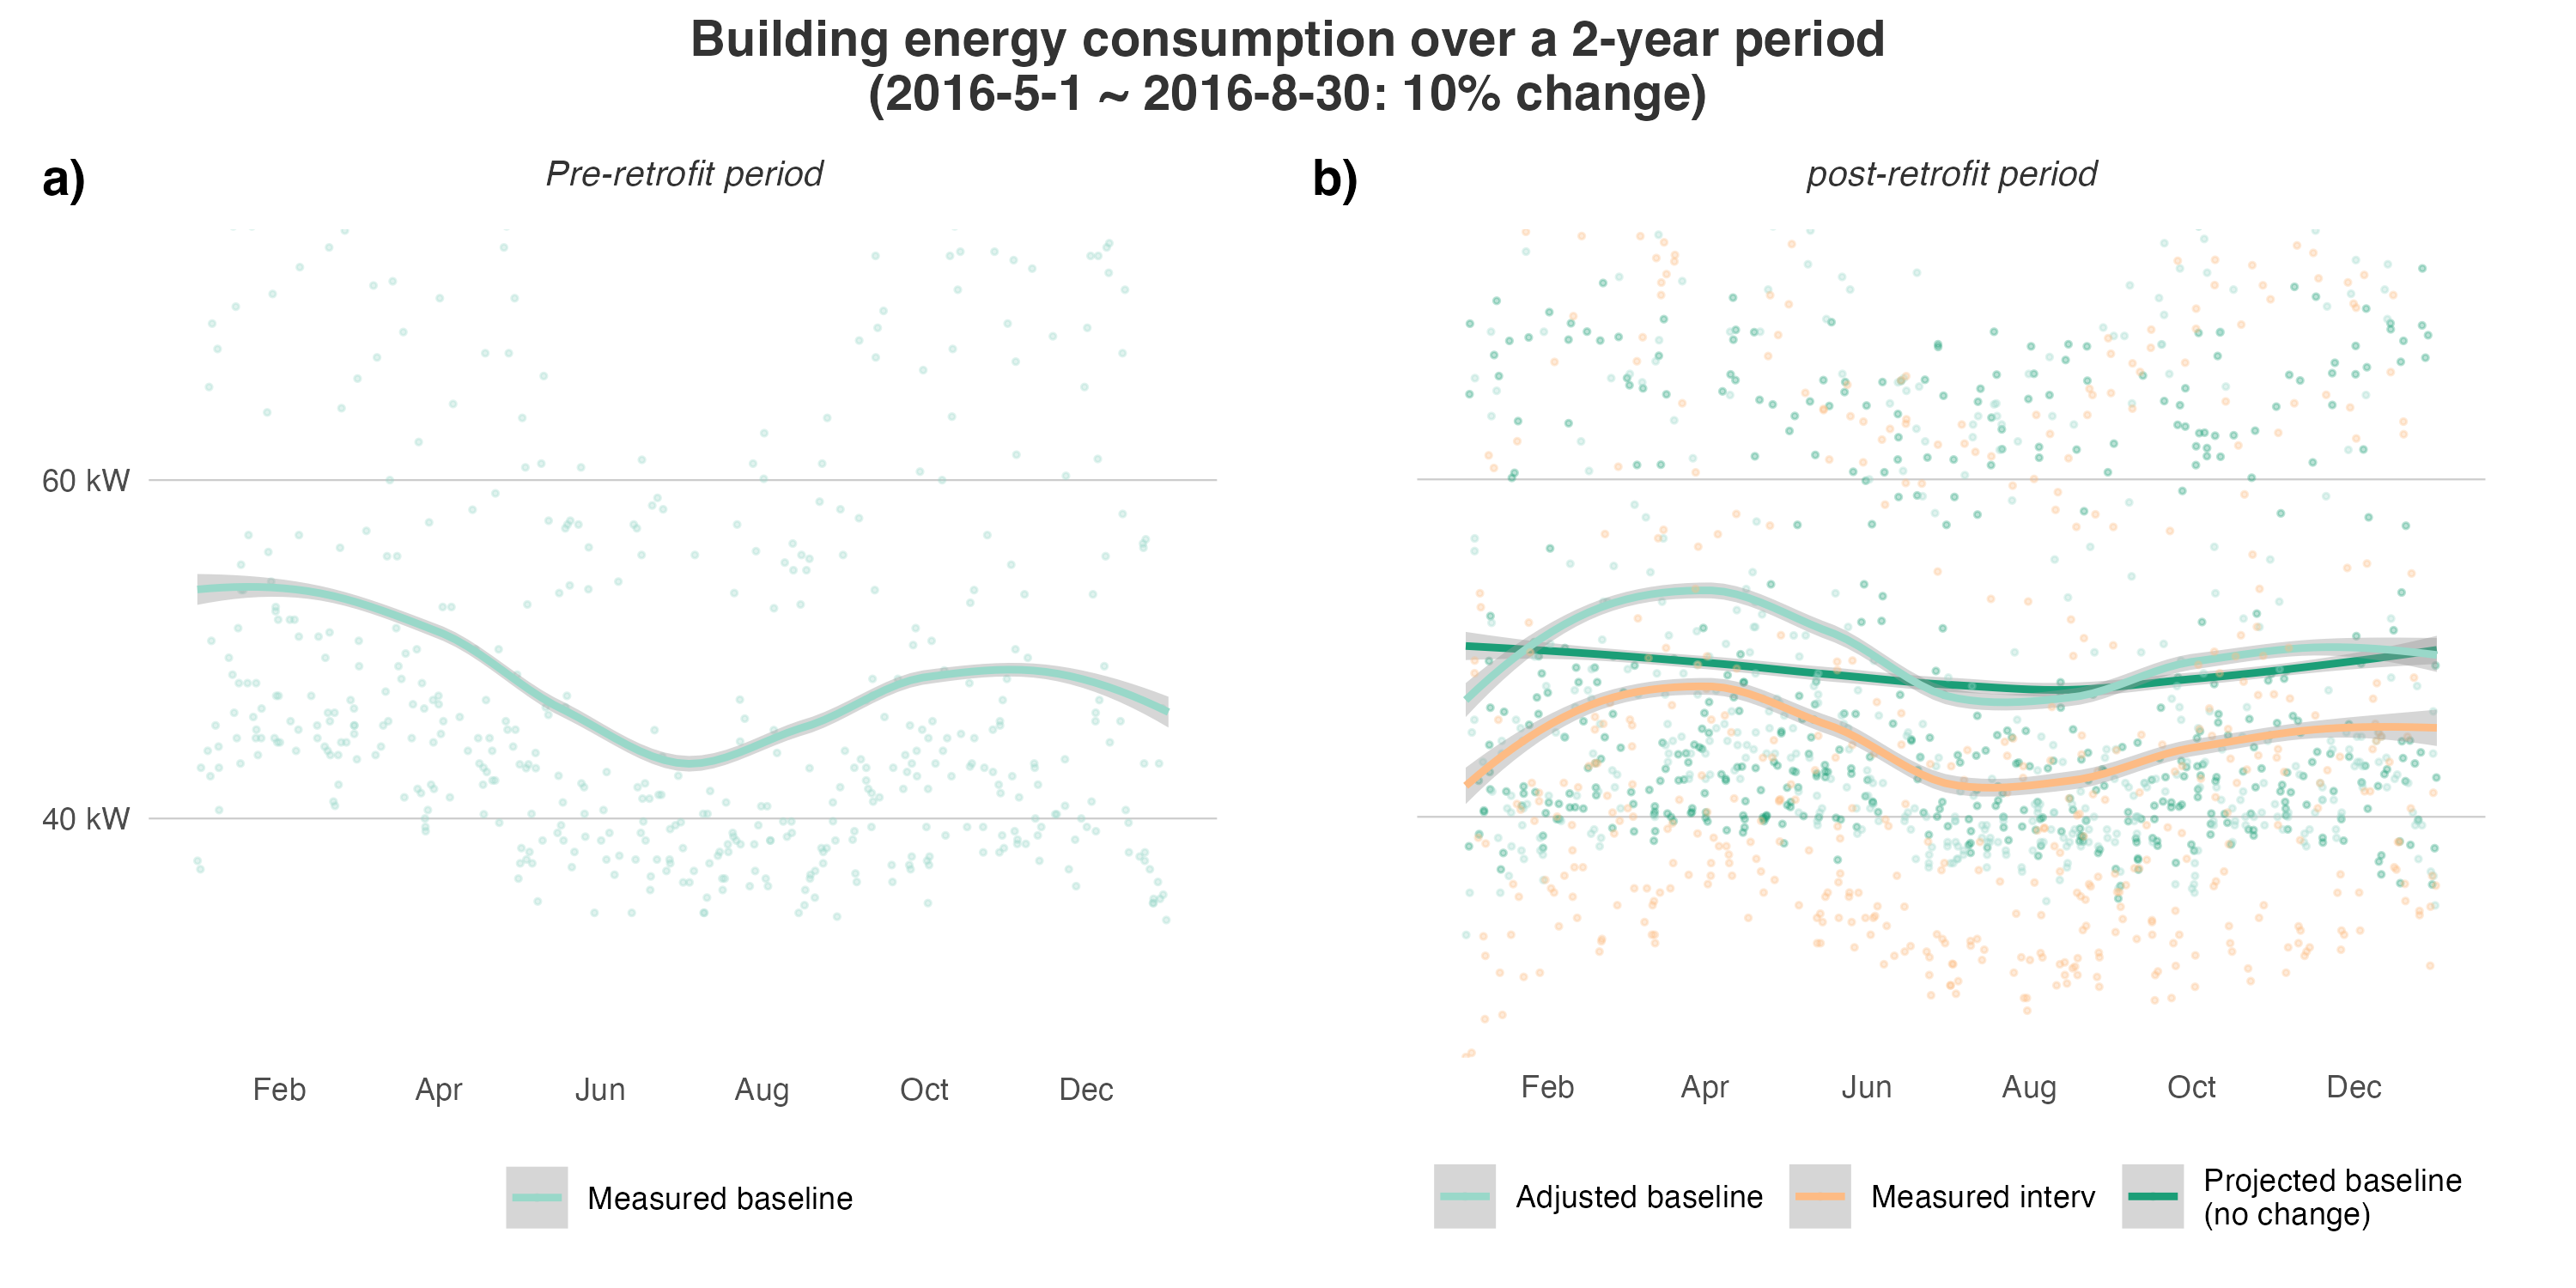 Building energy consumption over a 2-year period
(2016-5-1 ~ 2016-8-30: 10% change)
a)
Pre-retrofit period
60 kW
40 kW
Feb Apr Jun Aug Oct Dec
Measured baseline
b)
post-retrofit period
Feb Apr Jun Aug Oct Dec
Adjusted baseline
Measured interv
Projected baseline
(no change)